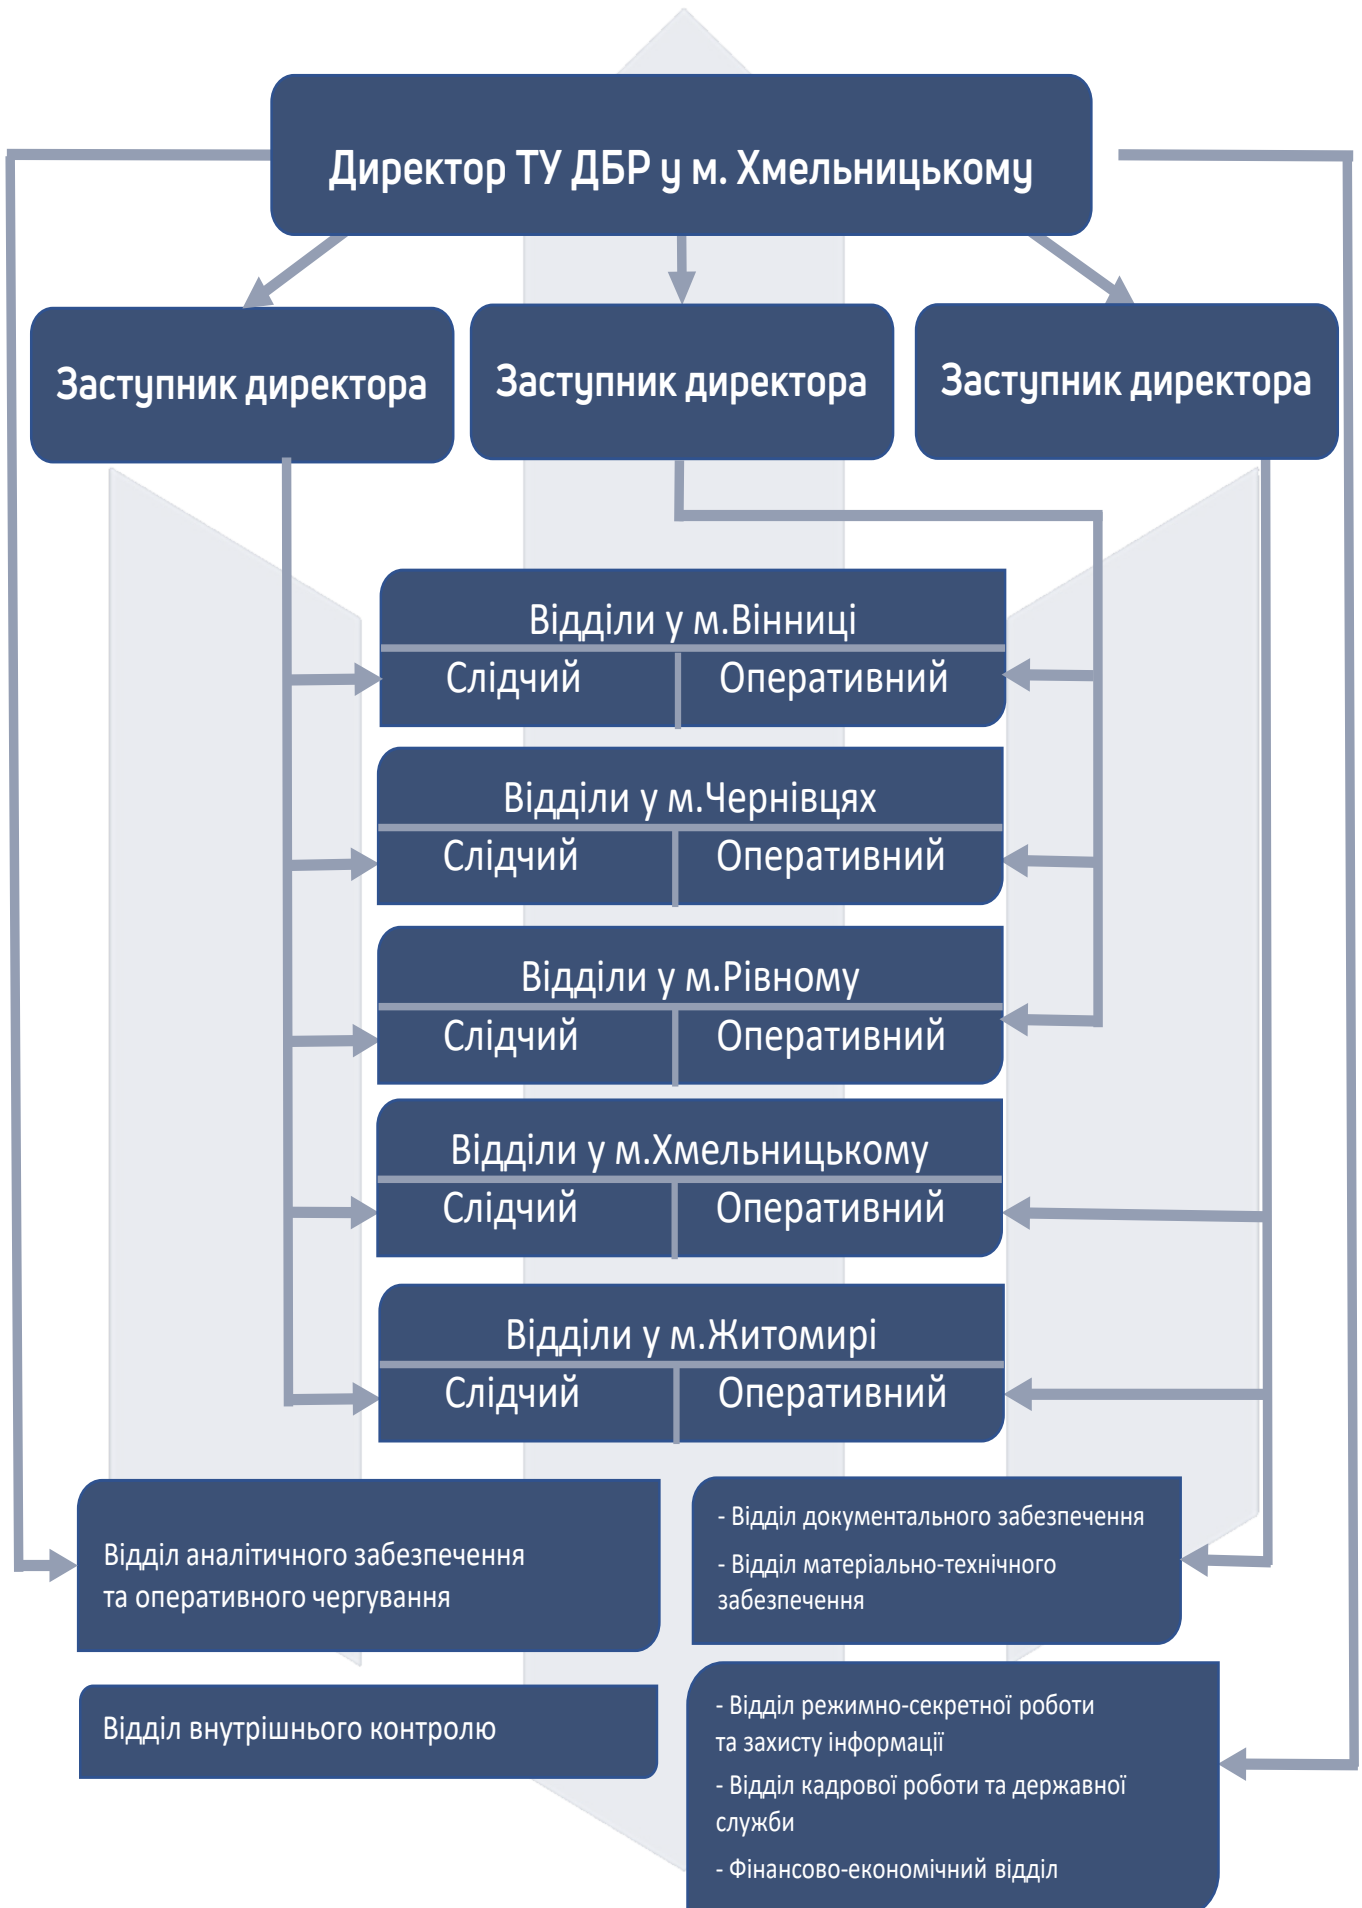 Директор ТУ ДБР у м. Хмельницькому
Заступник директора
Заступник директора
Заступник директора
Відділи у м.Вінниці
Слідчий
Оперативний
Відділи у м.Чернівцях
Слідчий
Оперативний
Відділи у м.Рівному
Слідчий
Оперативний
Відділи у м.Хмельницькому
Слідчий
Оперативний
Відділи у м.Житомирі
Слідчий
Оперативний
Відділ аналітичного забезпечення
та оперативного чергування
- Відділ документального забезпечення
- Відділ матеріально-технічного
забезпечення
Відділ внутрішнього контролю
- Відділ режимно-секретної роботи
та захисту інформації
- Відділ кадрової роботи та державної
служби
- Фінансово-економічний відділ